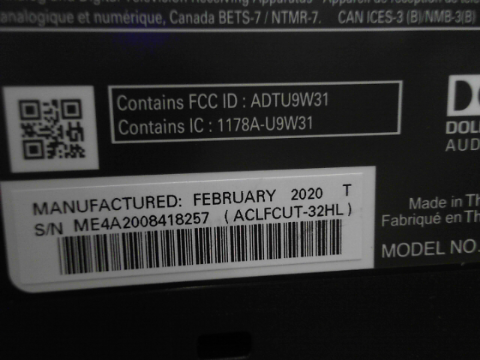 analogique et numérique, Canada BETS-7 / NTMR-7. CAN ICES-3 (B)/NMB-3(B)
Contains FCC ID : ADTU9W31
Contains IC : 1178A-U9W31
MANUFACTURED: FEBRUARY 2020 T
S/N ME4A2008418257 (ACLFCUT-32HL)
Made in Th
Fabriqué en Th
MODEL NO.